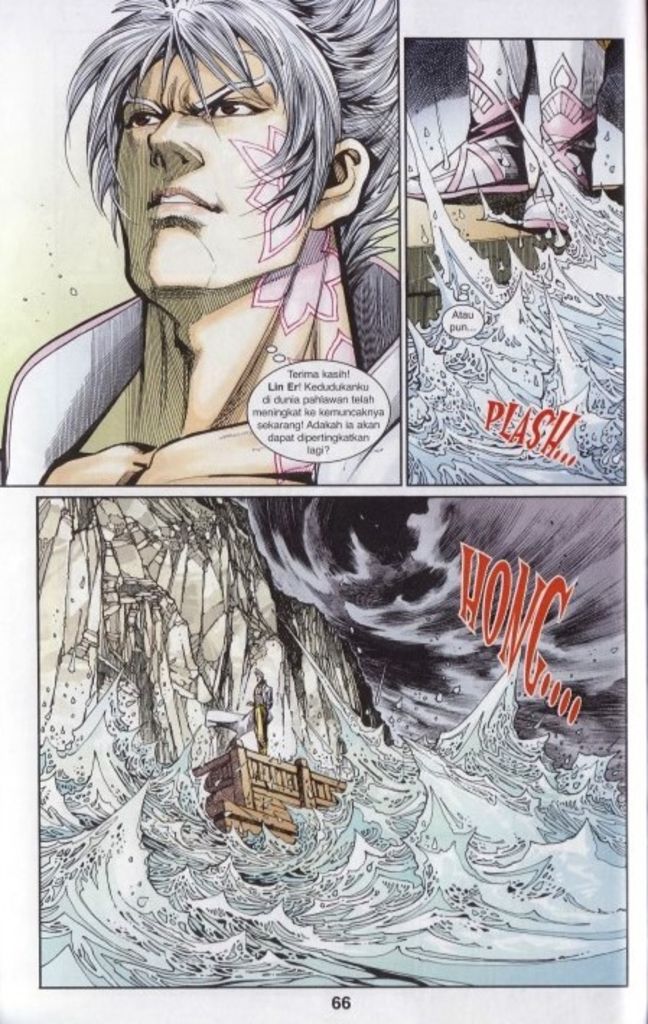 Terima kasih!
Lin Er! Kedudukanku
di dunia pahlawan telah
meningkat ke kemuncaknya
sekarang! Adakah ia akan
dapat dipertingkatkan
lagi?
Atau
pun...
PLASH...
HONG.....
66